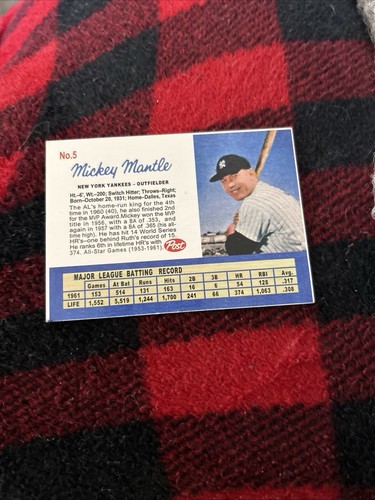 No.5
Mickey Mantle
NEW YORK YANKEES - OUTFIELDER
Ht.-6', Wt.-200; Switch Hitter; Throws-Right;
Born-October 20, 1931; Home-Dallas, Texas
The AL's home-run king for the 4th
time in 1960 (40), he also finished 2nd
for the MVP Award. Mickey won the MVP
title in 1956, with a BA of .353, and
again in 1957 with a BA of .365 (his all-
time high). He has hit 14 World Series
HR's-one behind Ruth's record of 15.
He ranks 6th in lifetime HR's with
374. All-Star Games (1953-1961)
Post
NY
MAJOR LEAGUE BATTING RECORD
Games At Bat Runs Hits 2B 3B HR RBI Avg.
1961 153 514 131 163 16 6 54 128 .317
LIFE 1,552 5,519 1,244 1,700 241 66 374 1,063 .308